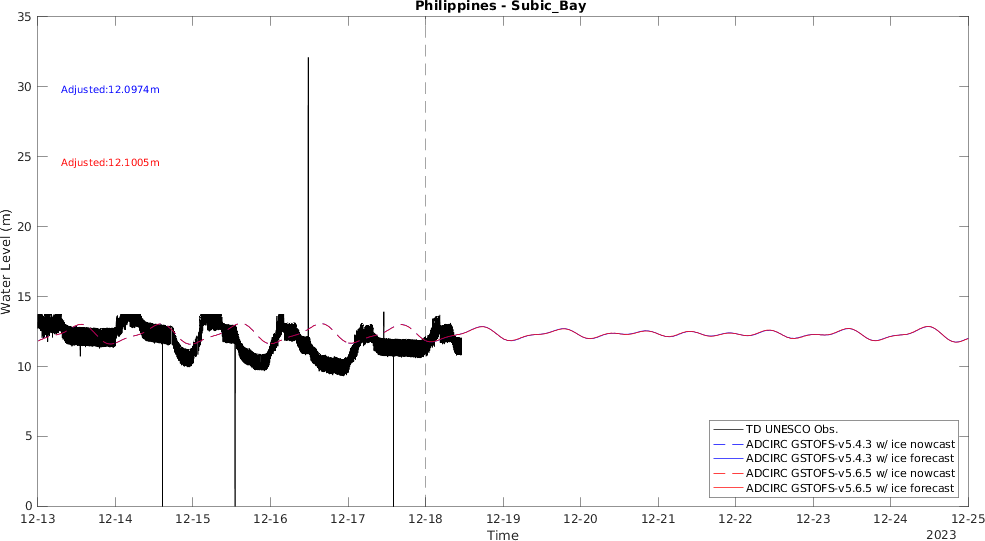 Philippines - Subic_Bay
35
30
25
20
15
10
5
0
Water Level (m)
Adjusted:12.0974m
Adjusted:12.1005m
TD UNESCO Obs.
ADCIRC GSTOFS-v5.4.3 w/ ice nowcast
ADCIRC GSTOFS-v5.4.3 w/ ice forecast
ADCIRC GSTOFS-v5.6.5 w/ ice nowcast
ADCIRC GSTOFS-v5.6.5 w/ ice forecast
12-13 12-14 12-15 12-16 12-17 12-18 12-19 12-20 12-21 12-22 12-23 12-24 12-25
Time
2023